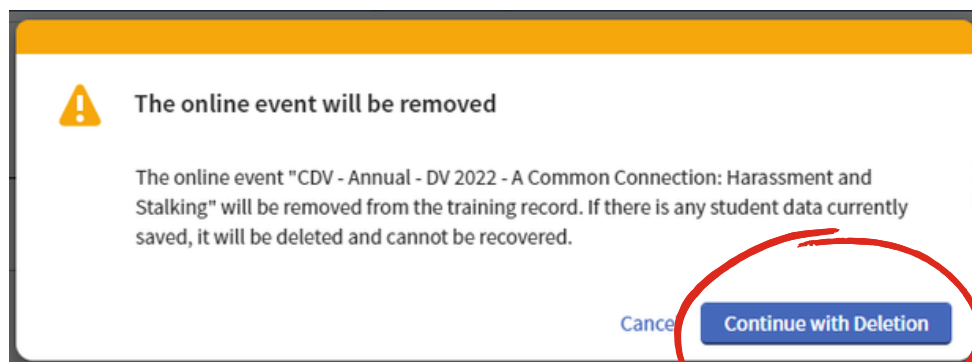 The online event will be removed
The online event "CDV - Annual - DV 2022 - A Common Connection: Harassment and
Stalking" will be removed from the training record. If there is any student data currently
saved, it will be deleted and cannot be recovered.
Cancel Continue with Deletion